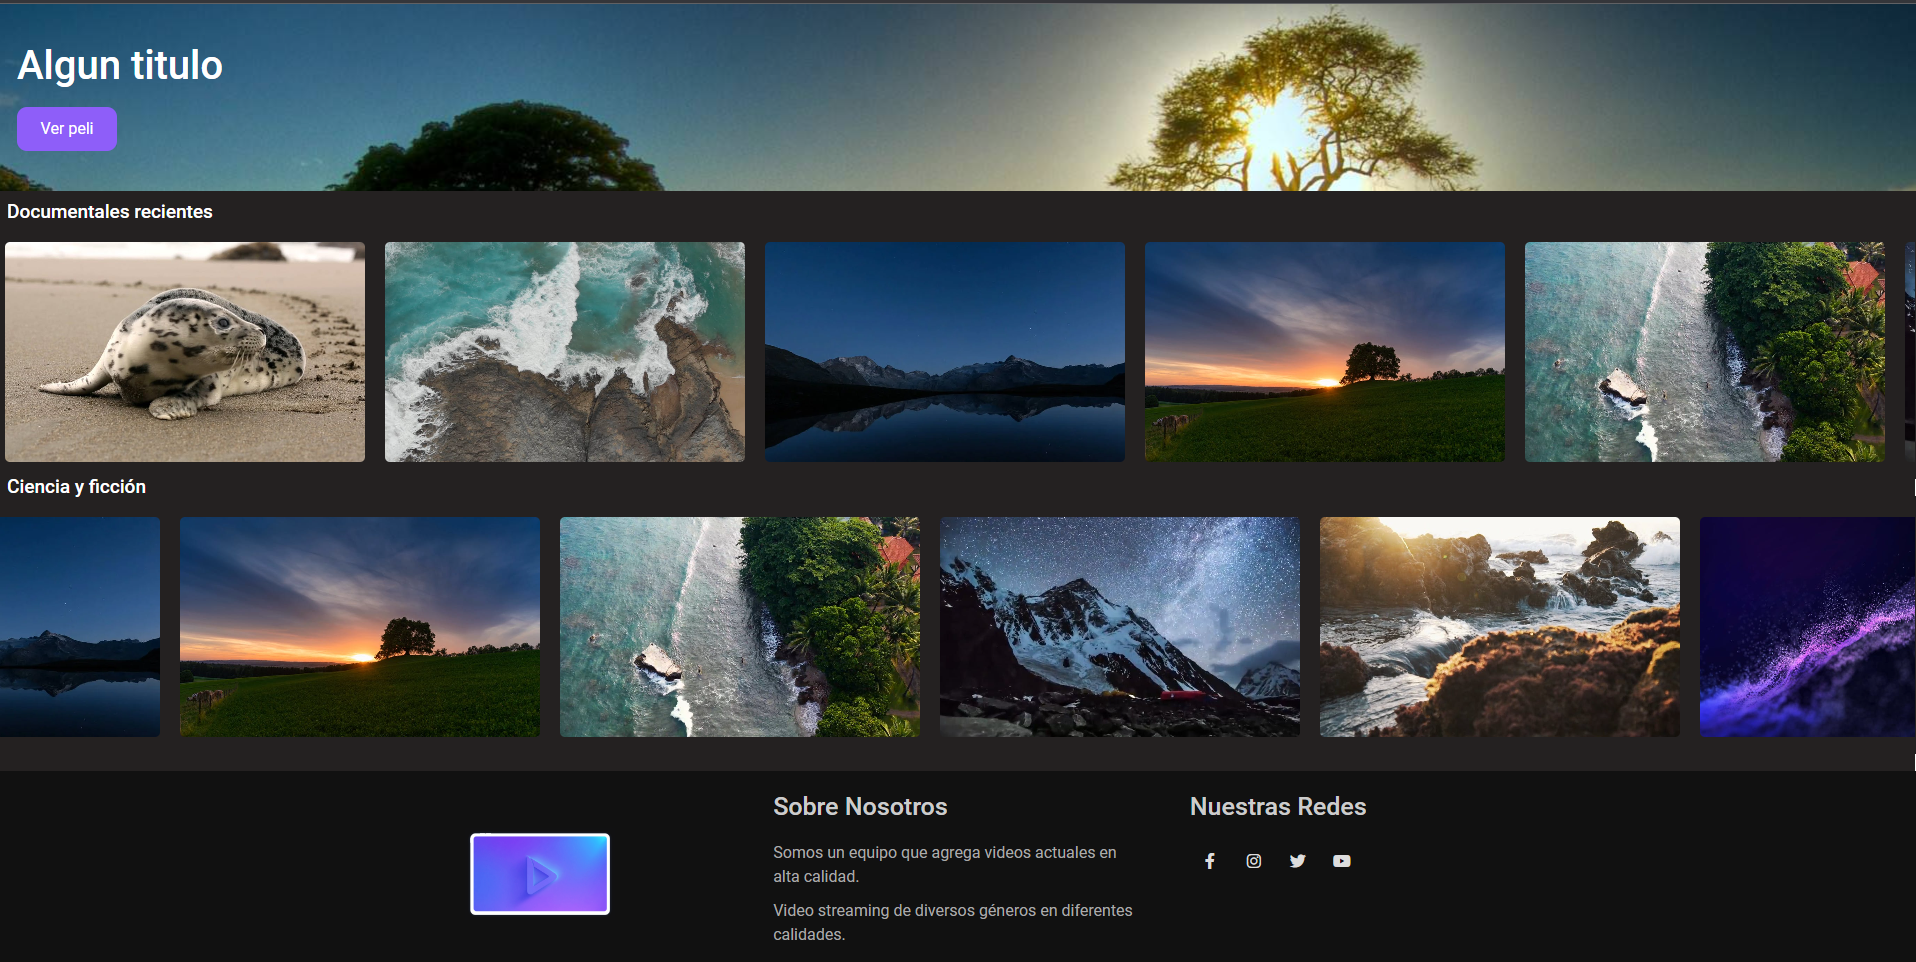 Algun titulo
Ver peli
Documentales recientes
Ciencia y ficción
Sobre Nosotros
Somos un equipo que agrega videos actuales en
alta calidad.
Video streaming de diversos géneros en diferentes
calidades.
Nuestras Redes